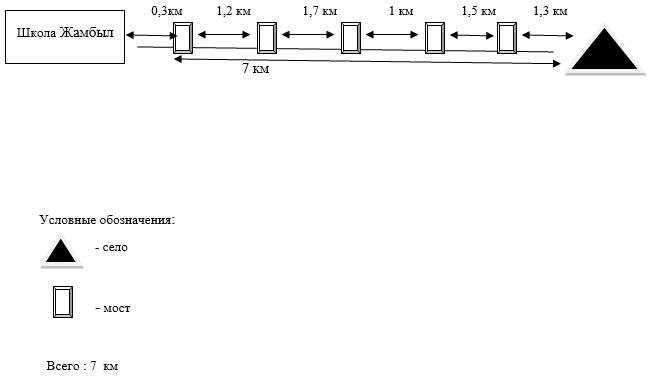 0,3км 1,2 км 1,7 км 1 км 1,5 км 1,3 км
Школа Жамбыл
7 км
Условные обозначения:
- село
- мост
Всего : 7 км